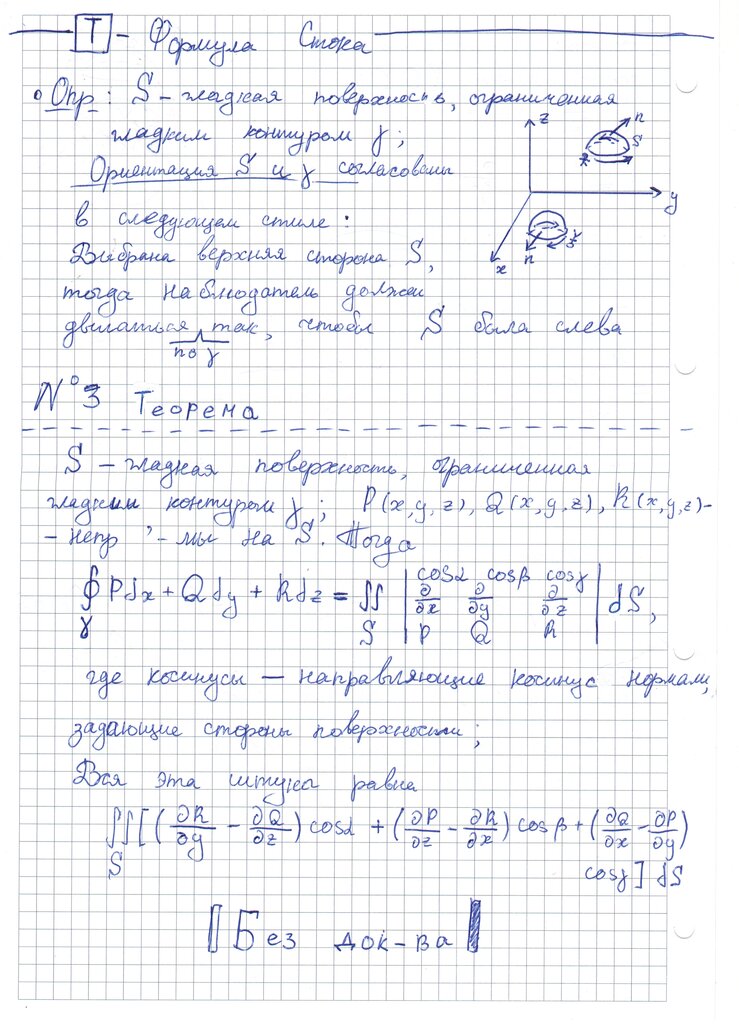 Т - Формула Стока
Опр: S - гладкая поверхность, ограниченная
гладким контуром γ;
Ориентация S и γ согласованы
в следующем стиле:
Выбрана верхняя сторона S,
тогда наблюдатель должен
двигаться так, чтобы S была слева
по γ
z
n
S
γ
y
x
n
γ
№3 Теорема
S - гладкая поверхность, ограниченная
гладким контуром γ; P(x,y,z), Q(x,y,z), R(x,y,z)-
- непр '-мы на S. Тогда
∮ Pdx + Qdy + Rdz = ∬ | cosα cosβ cosγ ∂/∂x ∂/∂y ∂/∂z P Q R | dS,
γ S
где косинусы — направляющие косинус нормали,
задающие стороны поверхности;
Вся эта штука равна
∬[(∂R/∂y - ∂Q/∂z) cosα + (∂P/∂z - ∂R/∂x) cosβ + (∂Q/∂x - ∂P/∂y)
S cosγ] dS
Без док-ва